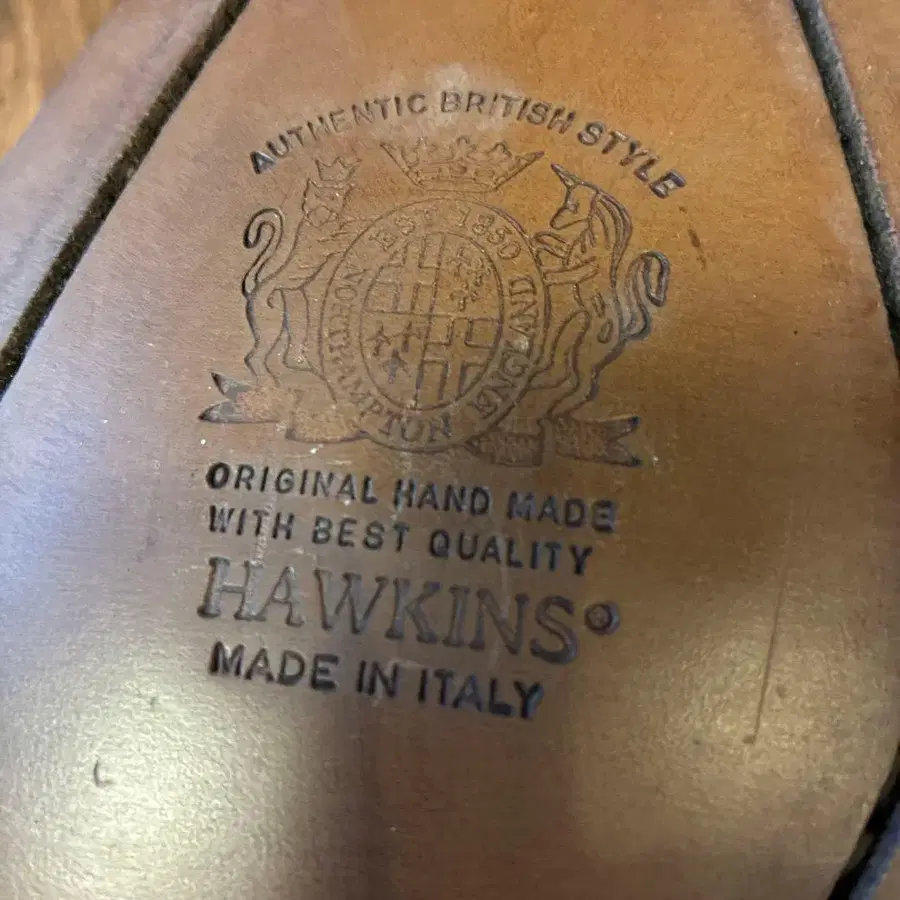 AUTHENTIC BRITISH STYLE
EST 1830
NORTHAMPTON ENGLAND
ORIGINAL HAND MADE
WITH BEST QUALITY
HAWKINS®
MADE IN ITALY